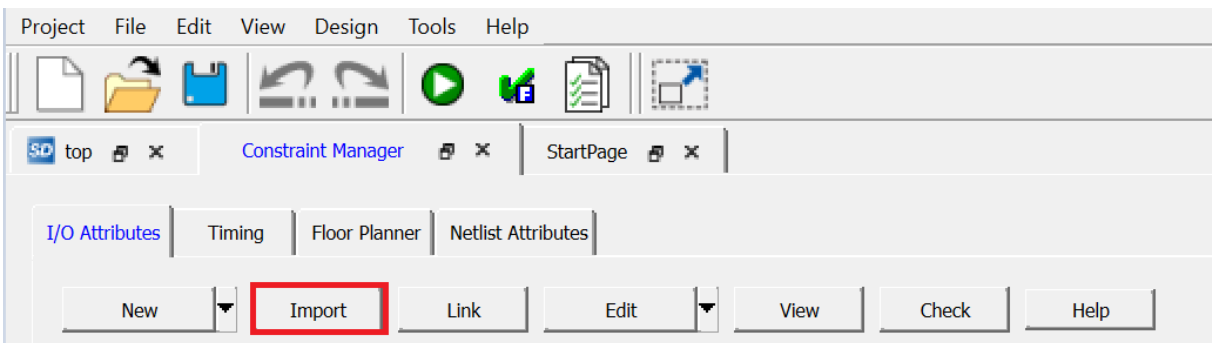 Project File Edit View Design Tools Help
F
SD top Constraint Manager StartPage
I/O Attributes Timing Floor Planner Netlist Attributes
New Import Link Edit View Check Help